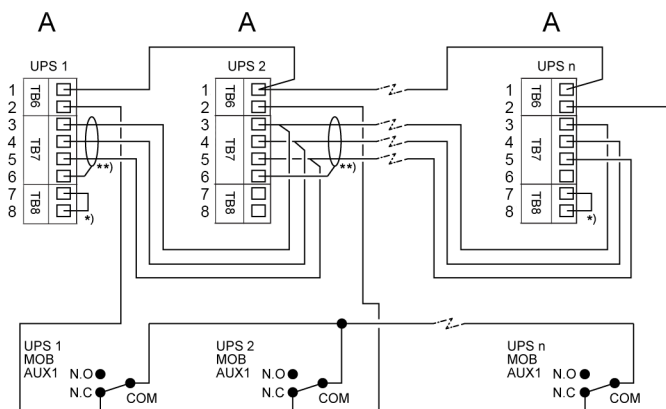 A A A
UPS 1 UPS 2 UPS n
1 TB6 1 TB6 1 TB6
2 2 2
3 TB7 3 TB7 3 TB7
4 4 4
5 **) 5 **) 5
6 6 6
7 TB8 7 TB8 7 TB8
8 *) 8 8 *)
UPS 1 UPS 2 UPS n
MOB MOB MOB
AUX1 N.O AUX1 N.O AUX1 N.O
N.C COM N.C COM N.C COM